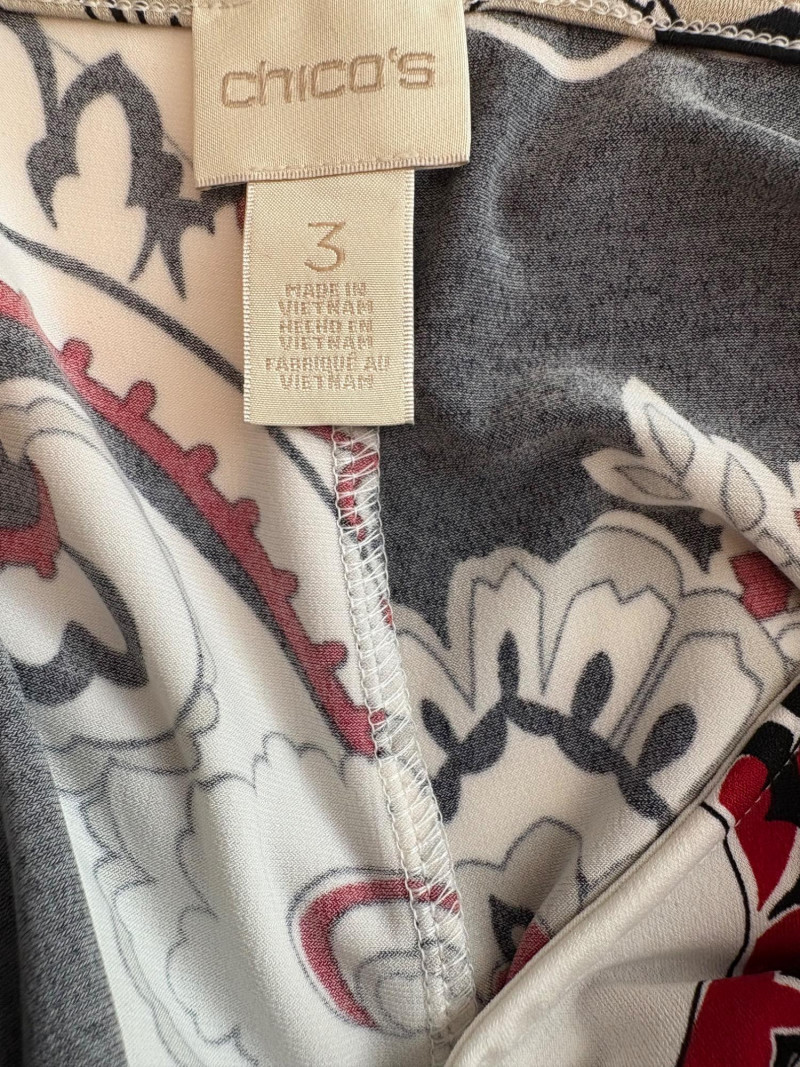 chico's
3
MADE IN
VIETNAM
HECHO EN
VIETNAM
FABRIQUÉ AU
VIETNAM